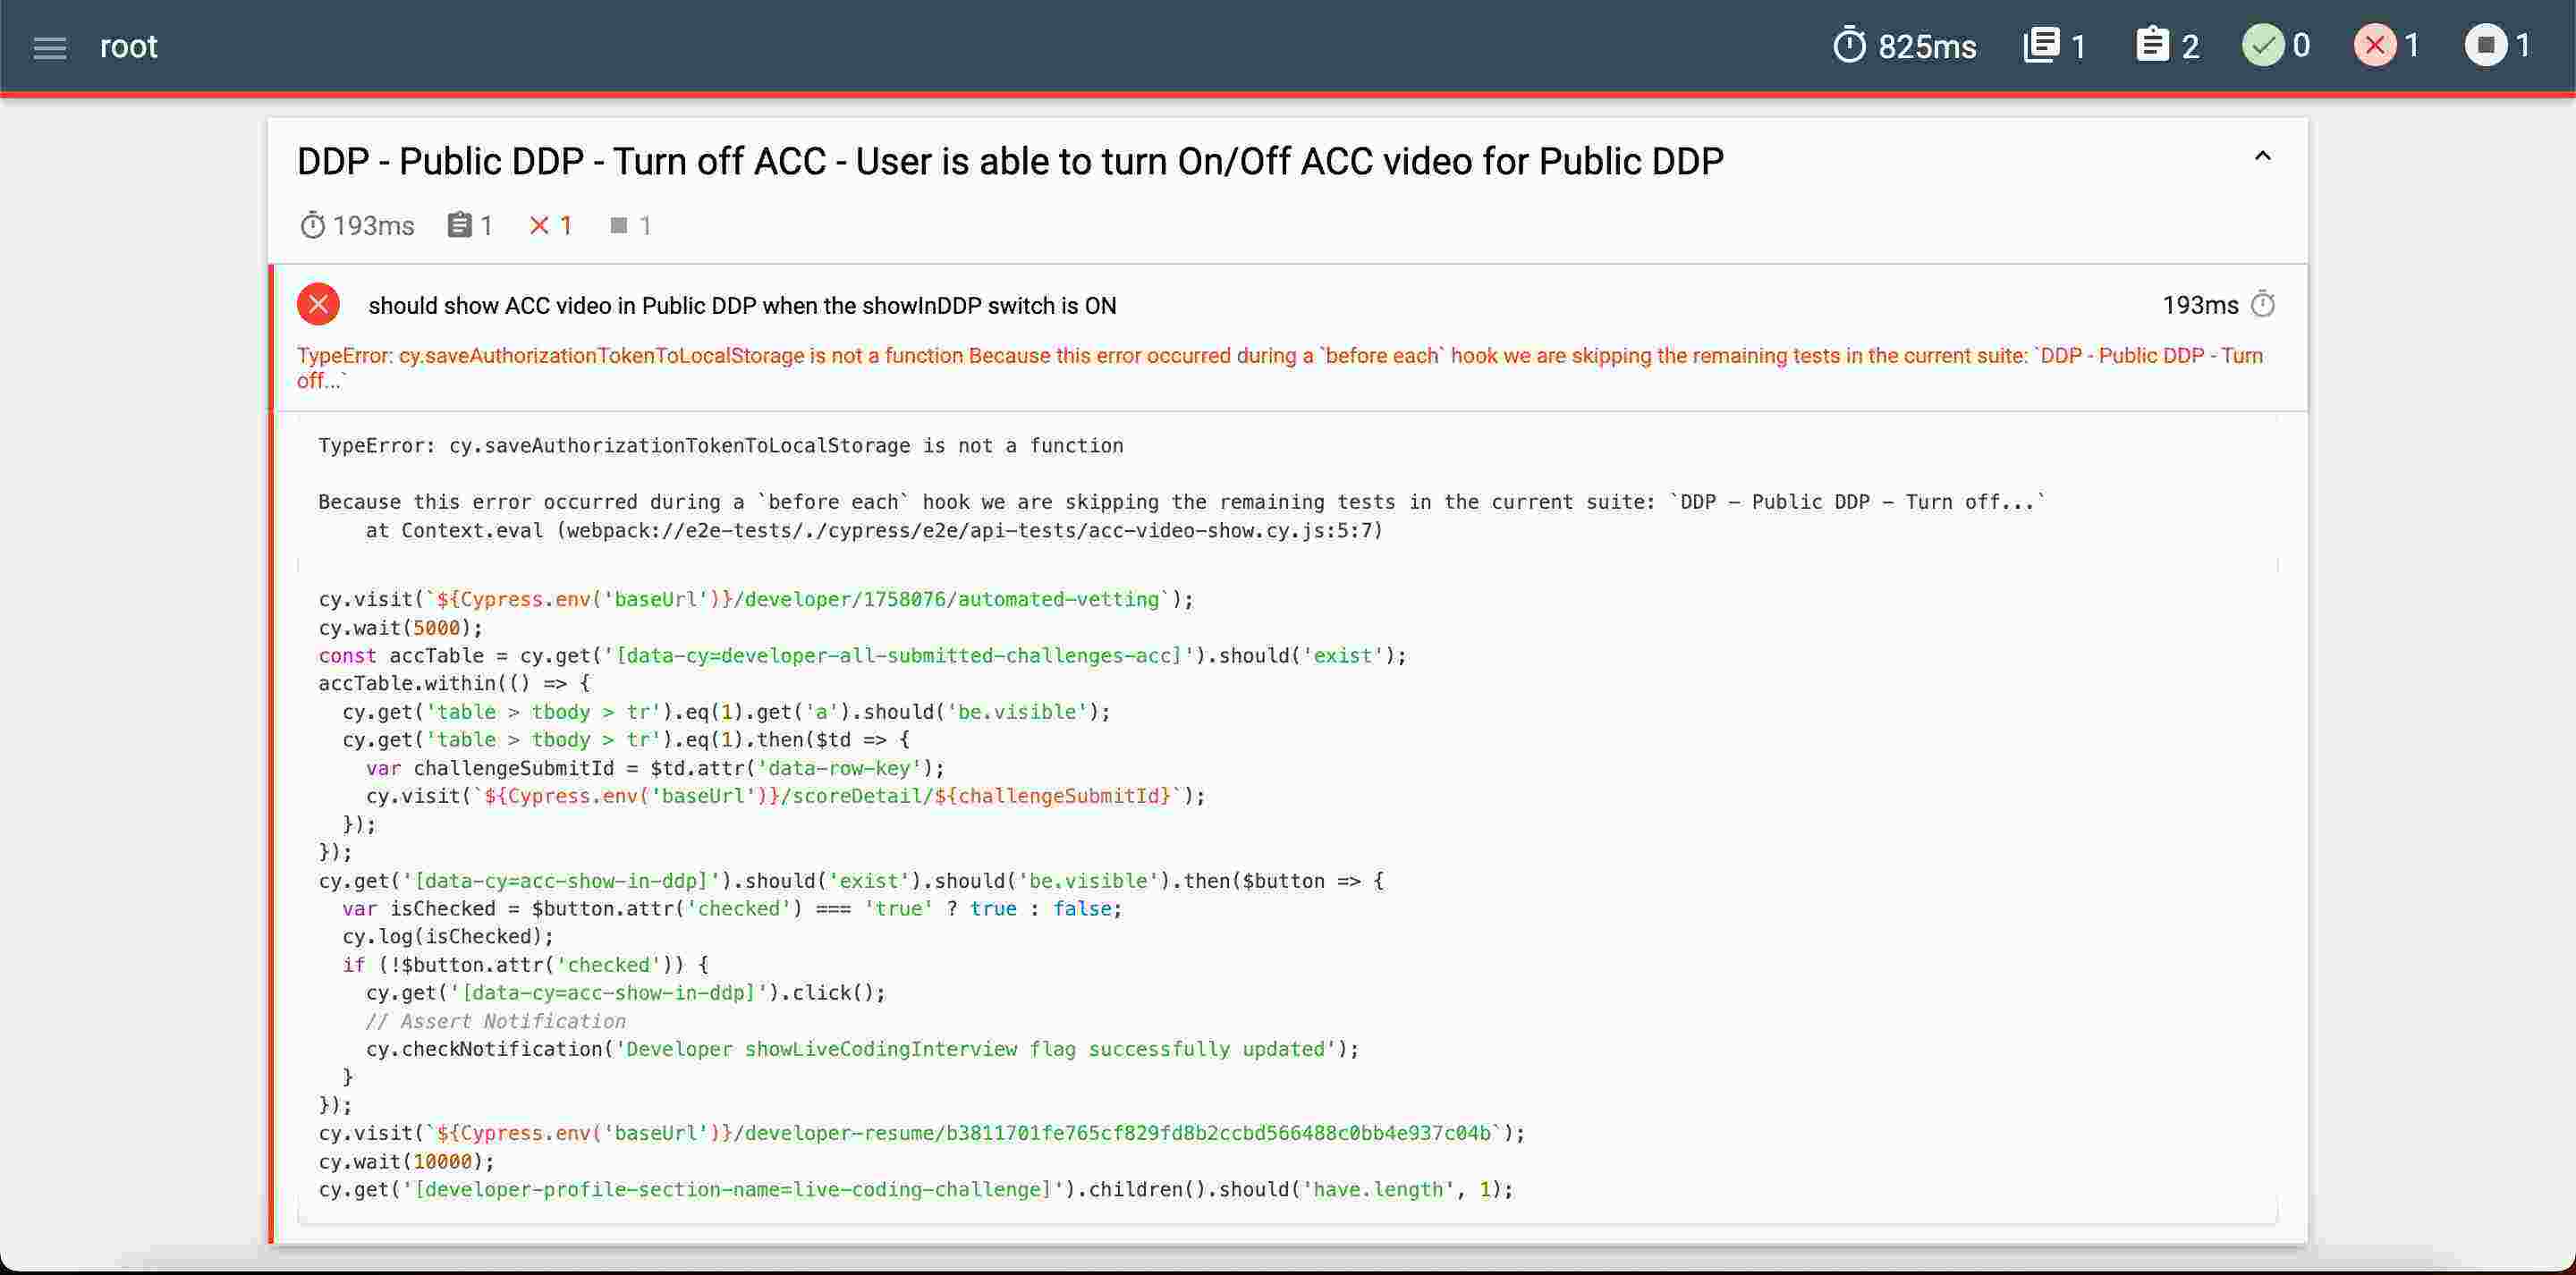 root
825ms 1 2 0 1 1
DDP - Public DDP - Turn off ACC - User is able to turn On/Off ACC video for Public DDP
193ms 1 1 1
should show ACC video in Public DDP when the showInDDP switch is ON 193ms
TypeError: cy.saveAuthorizationTokenToLocalStorage is not a function Because this error occurred during a `before each` hook we are skipping the remaining tests in the current suite: `DDP - Public DDP - Turn
off...`
TypeError: cy.saveAuthorizationTokenToLocalStorage is not a function
Because this error occurred during a `before each` hook we are skipping the remaining tests in the current suite: `DDP - Public DDP - Turn off...`
at Context.eval (webpack://e2e-tests/./cypress/e2e/api-tests/acc-video-show.cy.js:5:7)
cy.visit(`${Cypress.env('baseUrl')}/developer/1758076/automated-vetting`);
cy.wait(5000);
const accTable = cy.get('[data-cy=developer-all-submitted-challenges-acc]').should('exist');
accTable.within(() => {
cy.get('table > tbody > tr').eq(1).get('a').should('be.visible');
cy.get('table > tbody > tr').eq(1).then($td => {
var challengeSubmitId = $td.attr('data-row-key');
cy.visit(`${Cypress.env('baseUrl')}/scoreDetail/${challengeSubmitId}`);
});
});
cy.get('[data-cy=acc-show-in-ddp]').should('exist').should('be.visible').then($button => {
var isChecked = $button.attr('checked') === 'true' ? true : false;
cy.log(isChecked);
if (!$button.attr('checked')) {
cy.get('[data-cy=acc-show-in-ddp]').click();
// Assert Notification
cy.checkNotification('Developer showLiveCodingInterview flag successfully updated');
}
});
cy.visit(`${Cypress.env('baseUrl')}/developer-resume/b3811701fe765cf829fd8b2ccbd566488c0bb4e937c04b`);
cy.wait(10000);
cy.get('[developer-profile-section-name=live-coding-challenge]').children().should('have.length', 1);